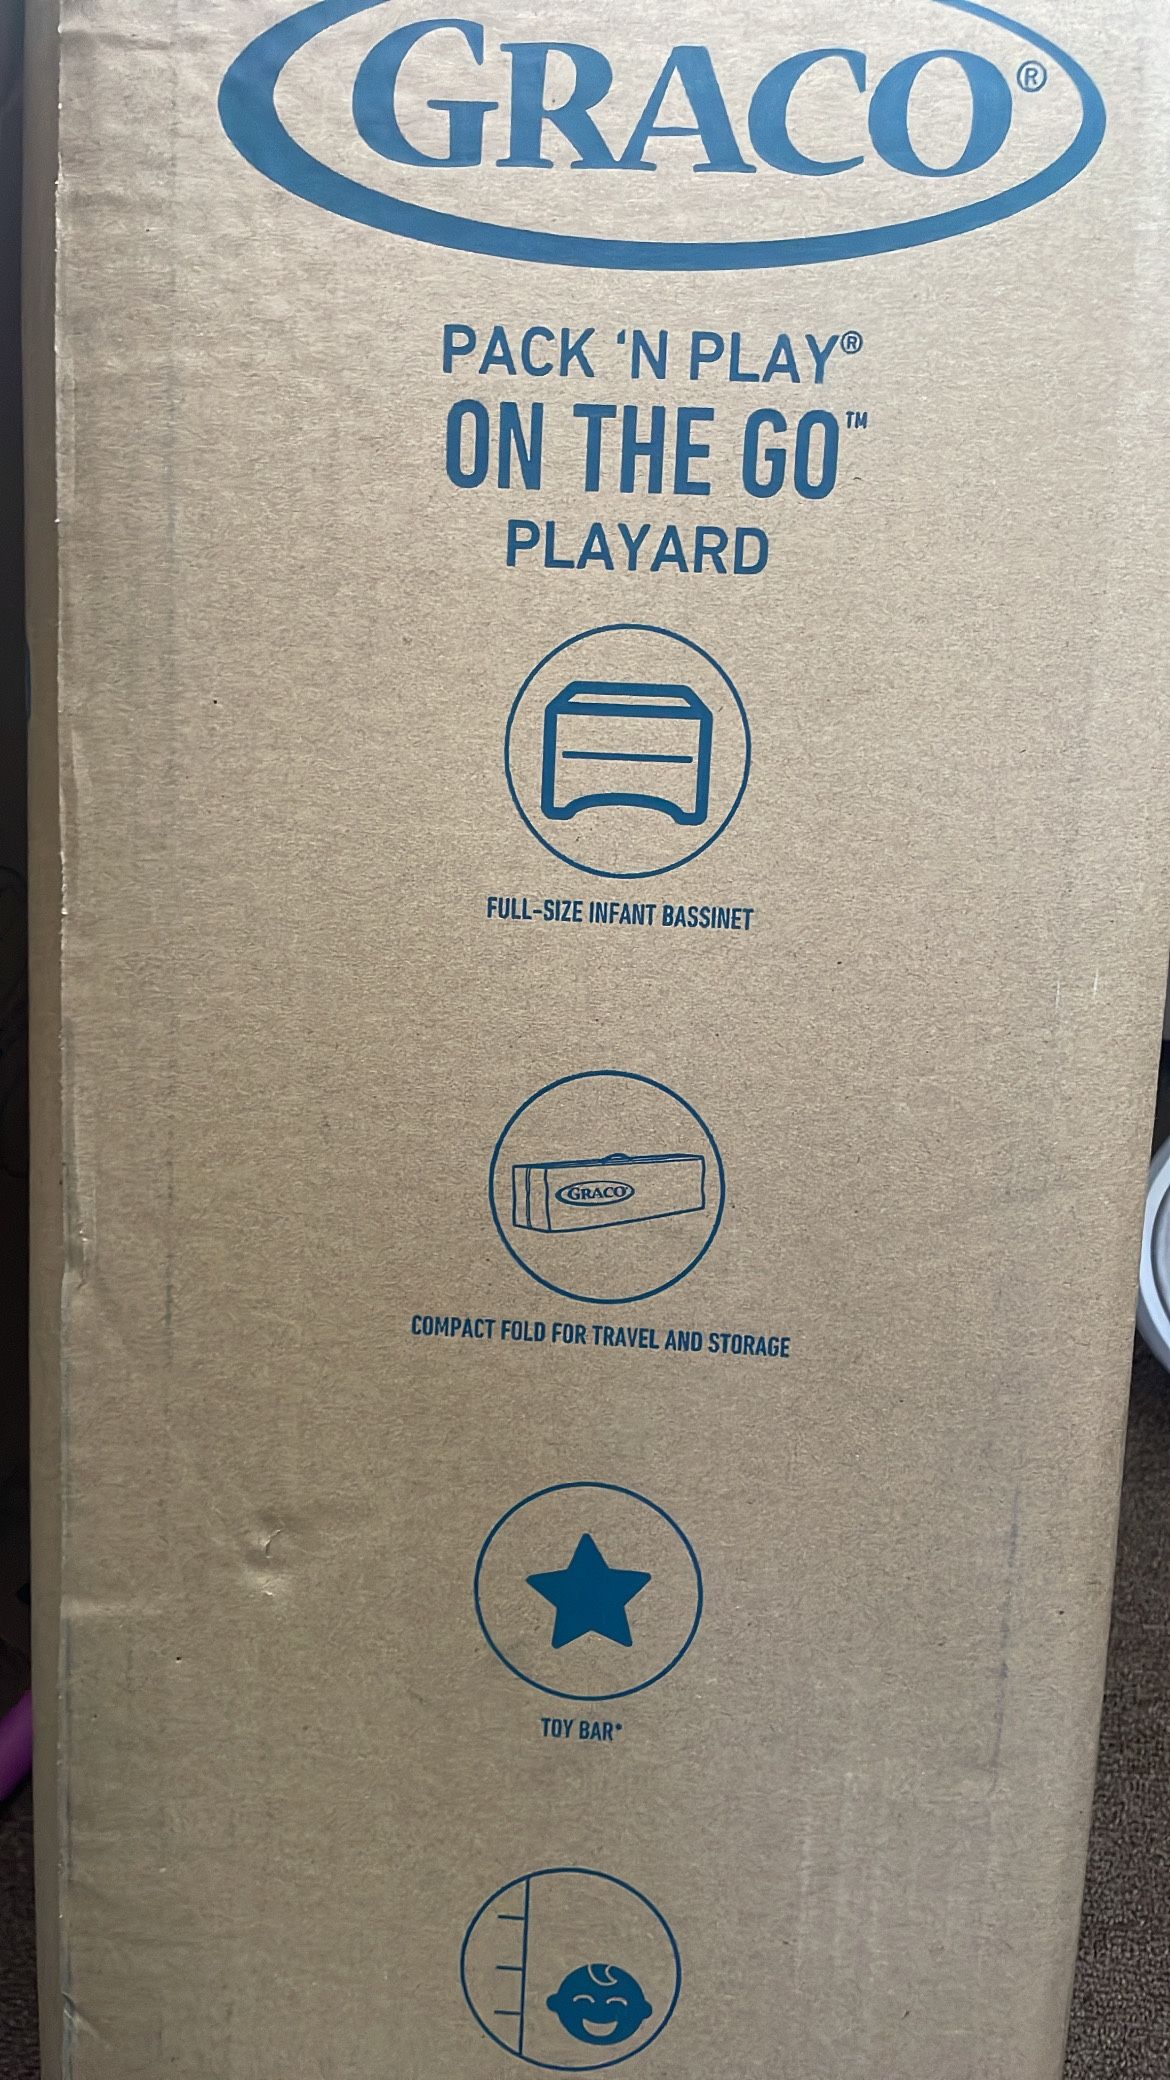 GRACO®
PACK 'N PLAY®
ON THE GO™
PLAYARD
FULL-SIZE INFANT BASSINET
GRACO
COMPACT FOLD FOR TRAVEL AND STORAGE
TOY BAR*